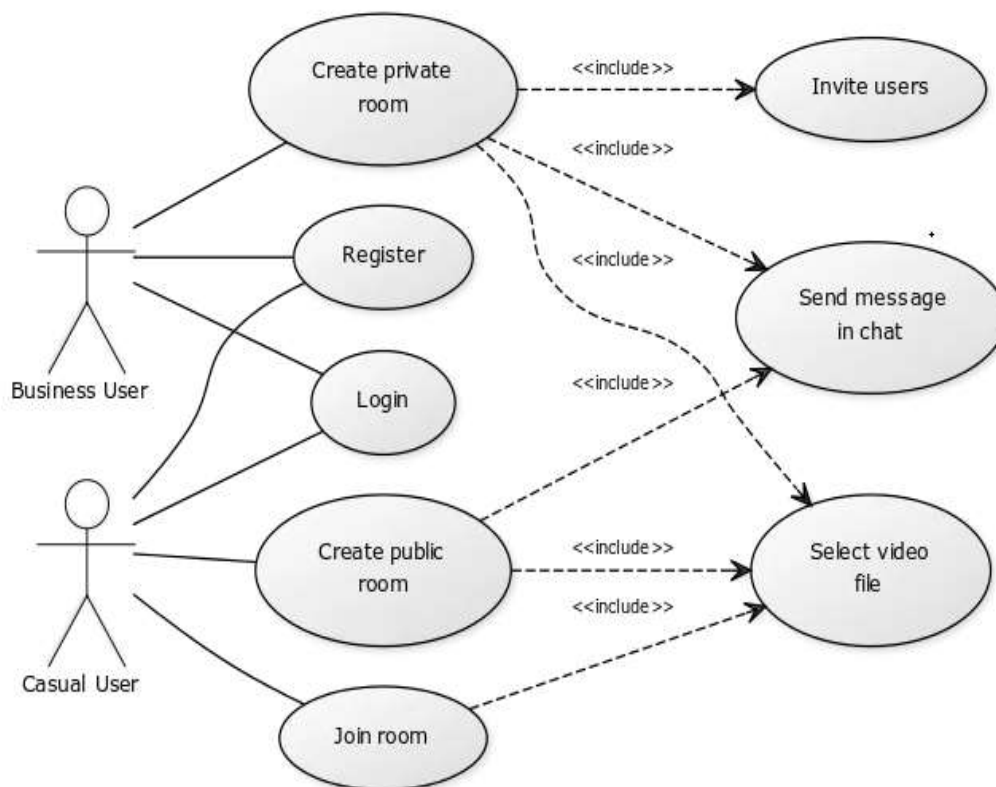 Create private
room
<<include>>
Invite users
<<include>>
Register
<<include>>
Send message
in chat
Business User
Login
<<include>>
Create public
room
<<include>>
Select video
file
<<include>>
Casual User
Join room